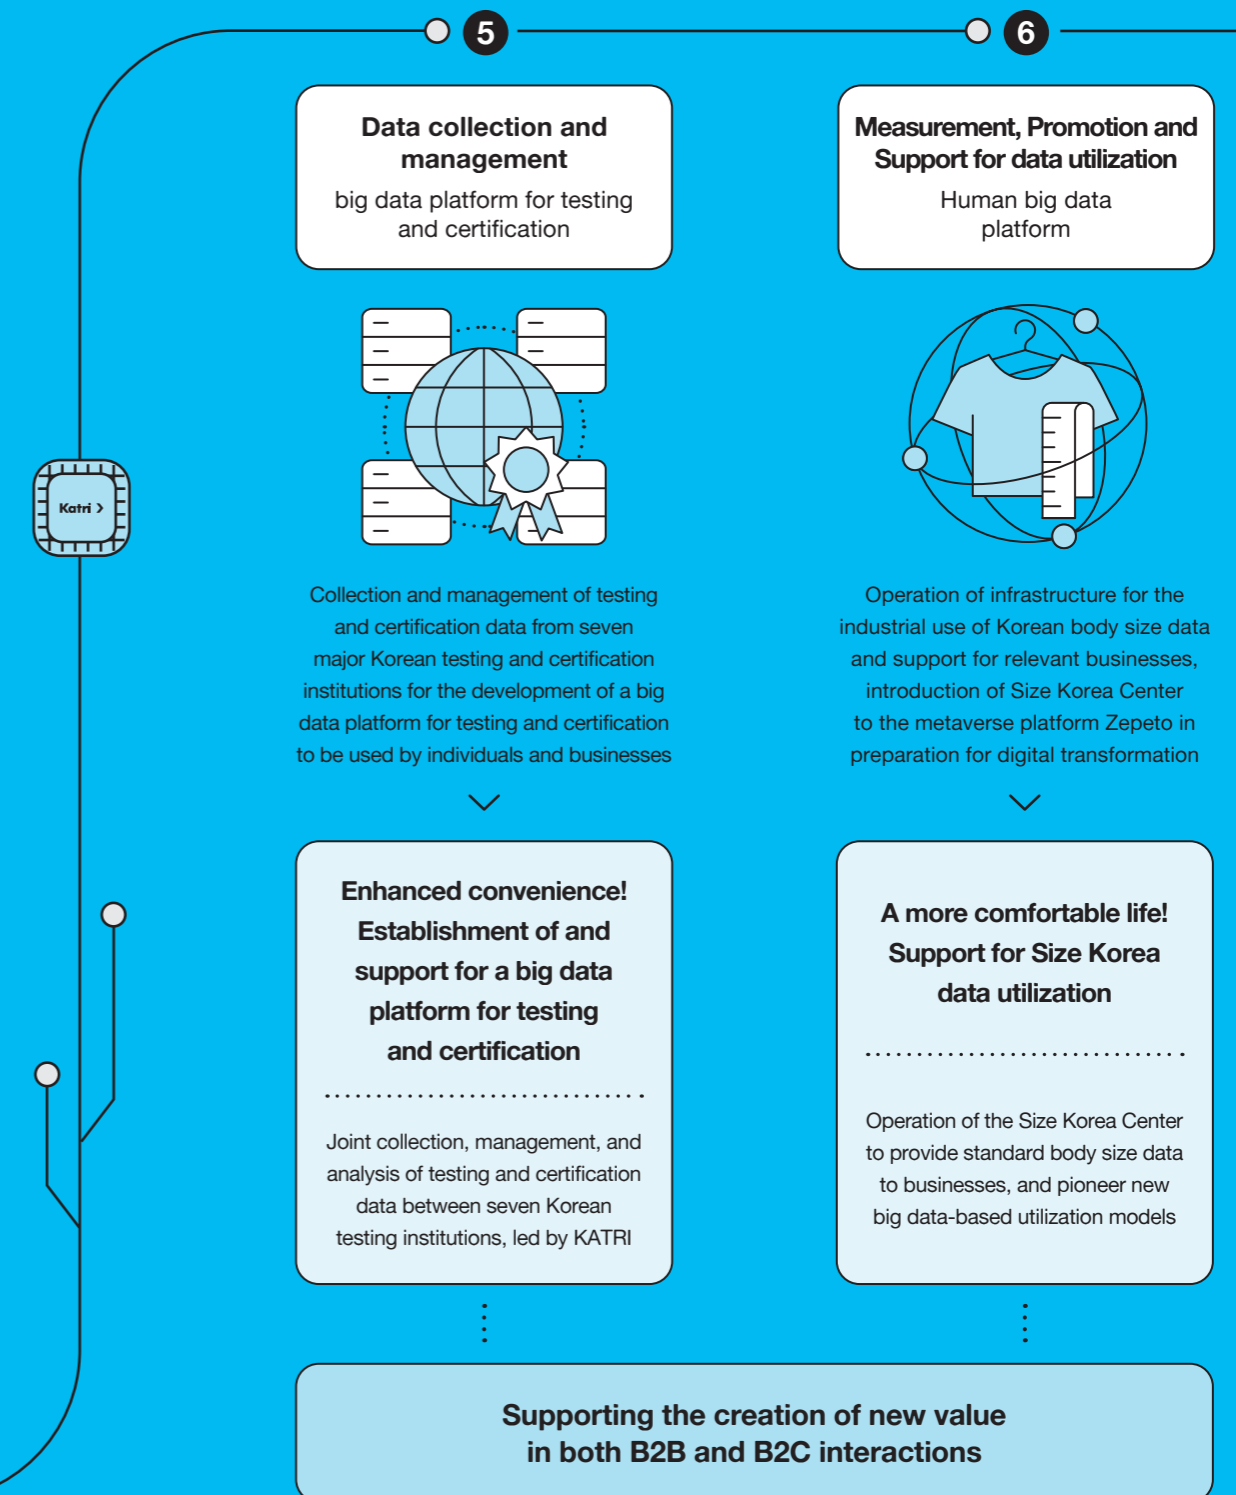 5
Data collection and
management
big data platform for testing
and certification
Collection and management of testing
and certification data from seven
major Korean testing and certification
institutions for the development of a big
data platform for testing and certification
to be used by individuals and businesses
Enhanced convenience!
Establishment of and
support for a big data
platform for testing
and certification
Joint collection, management, and
analysis of testing and certification
data between seven Korean
testing institutions, led by KATRI
6
Measurement, Promotion and
Support for data utilization
Human big data
platform
Operation of infrastructure for the
industrial use of Korean body size data
and support for relevant businesses,
introduction of Size Korea Center
to the metaverse platform Zepeto in
preparation for digital transformation
A more comfortable life!
Support for Size Korea
data utilization
Operation of the Size Korea Center
to provide standard body size data
to businesses, and pioneer new
big data-based utilization models
Katri >
Supporting the creation of new value
in both B2B and B2C interactions